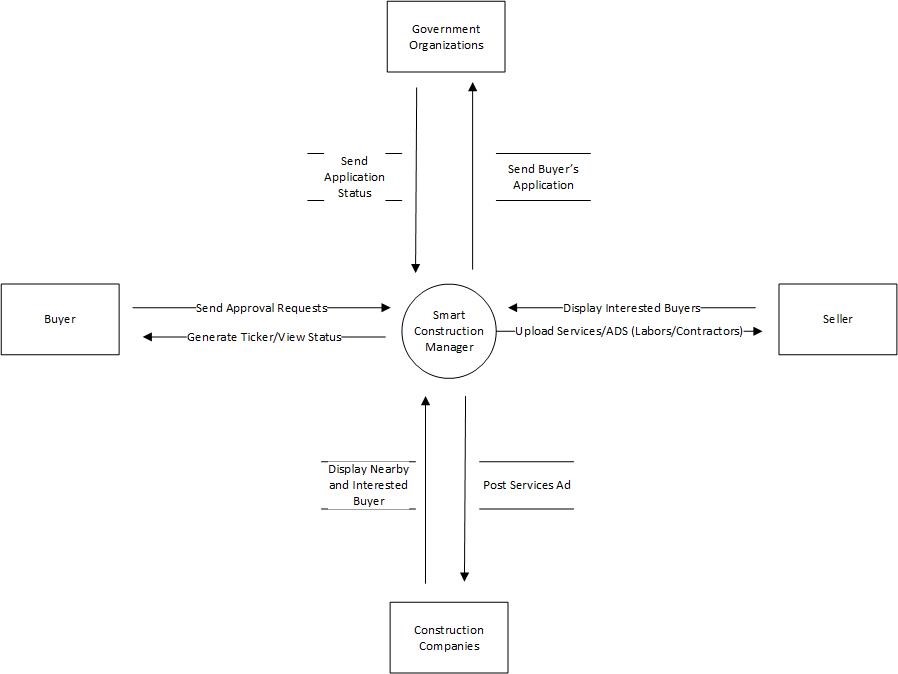 Government
Organizations
Send
Application
Status
Send Buyer's
Application
Buyer
Send Approval Requests
Generate Ticker/View Status
Smart
Construction
Manager
Display Interested Buyers
Upload Services/ADS (Labors/Contractors)
Seller
Display Nearby
and Interested
Buyer
Post Services Ad
Construction
Companies